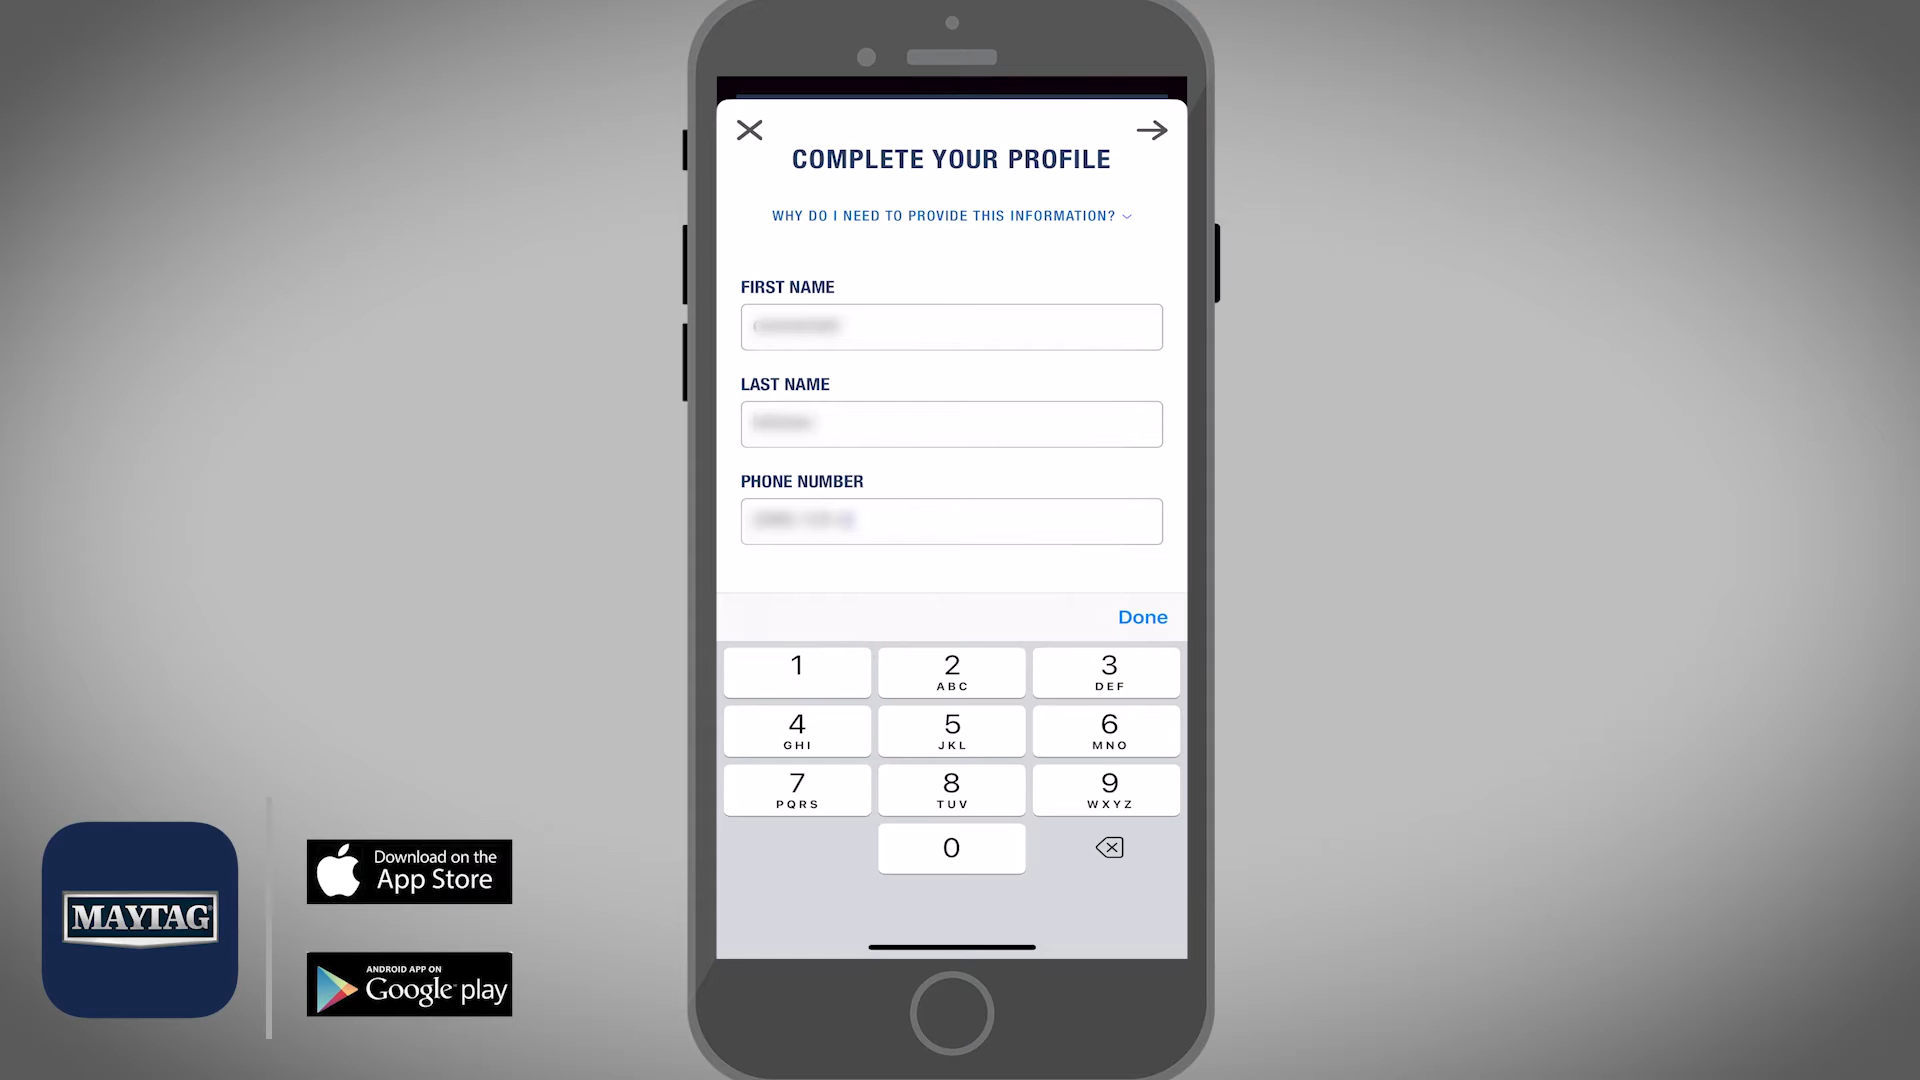 COMPLETE YOUR PROFILE
WHY DO I NEED TO PROVIDE THIS INFORMATION?
FIRST NAME
LAST NAME
PHONE NUMBER
Done
1
2
ABC
3
DEF
4
GHI
5
JKL
6
MNO
7
PQRS
8
TUV
9
WXYZ
0
MAYTAG
Download on the
App Store
ANDROID APP ON
Google play